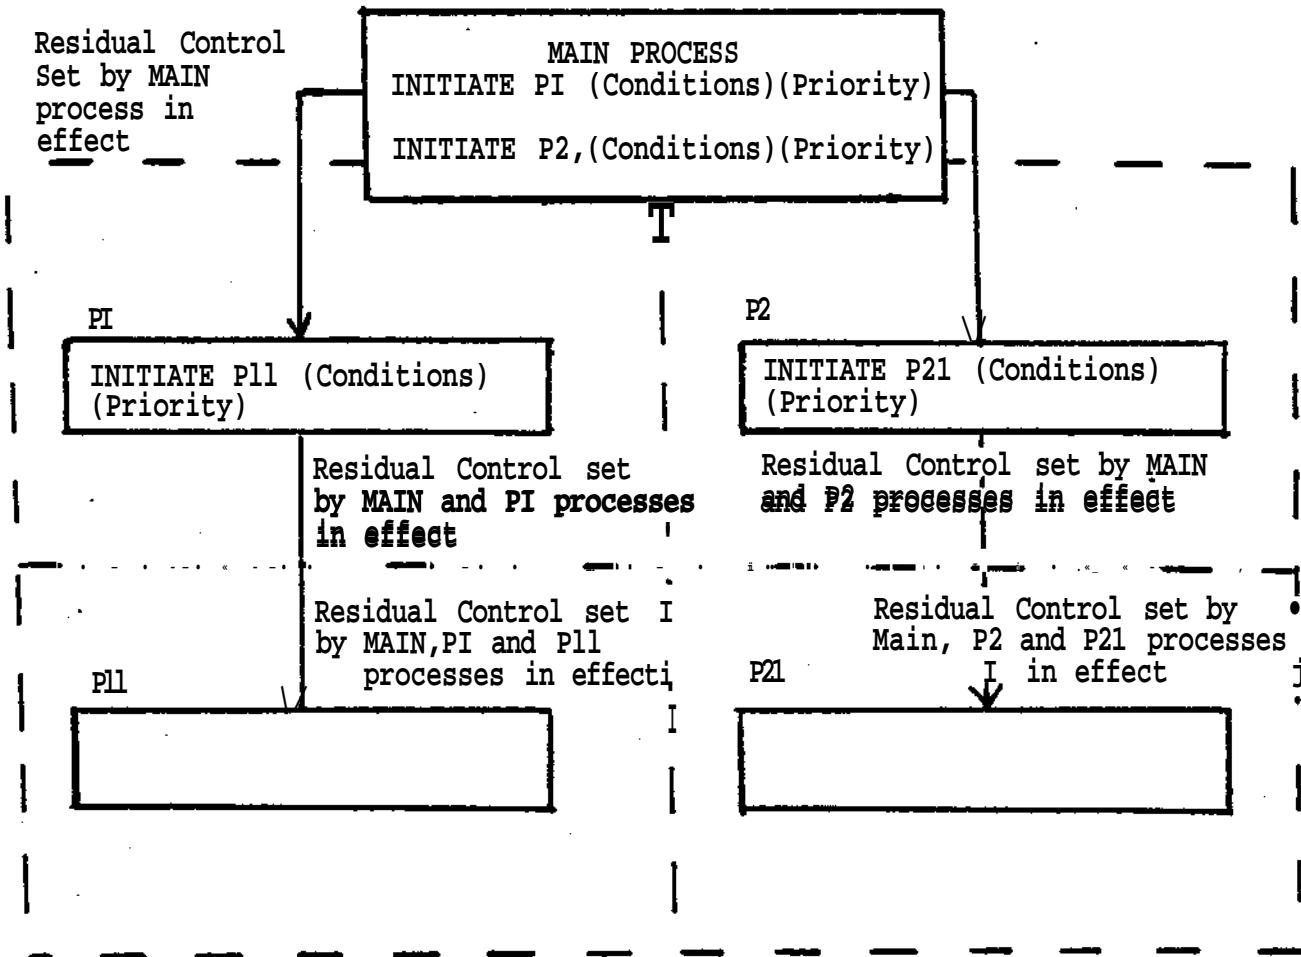 Residual Control
Set by MAIN
process in
effect
MAIN PROCESS
INITIATE PI (Conditions)(Priority)
INITIATE P2,(Conditions)(Priority)
PI
INITIATE Pll (Conditions)
(Priority)
P2
INITIATE P21 (Conditions)
(Priority)
Residual Control set
by MAIN and PI processes
in effect
Residual Control set by MAIN
and P2 processes in effect
Residual Control set
by MAIN,PI and Pll
processes in effect
Residual Control set by
Main, P2 and P21 processes
in effect
Pll
P21